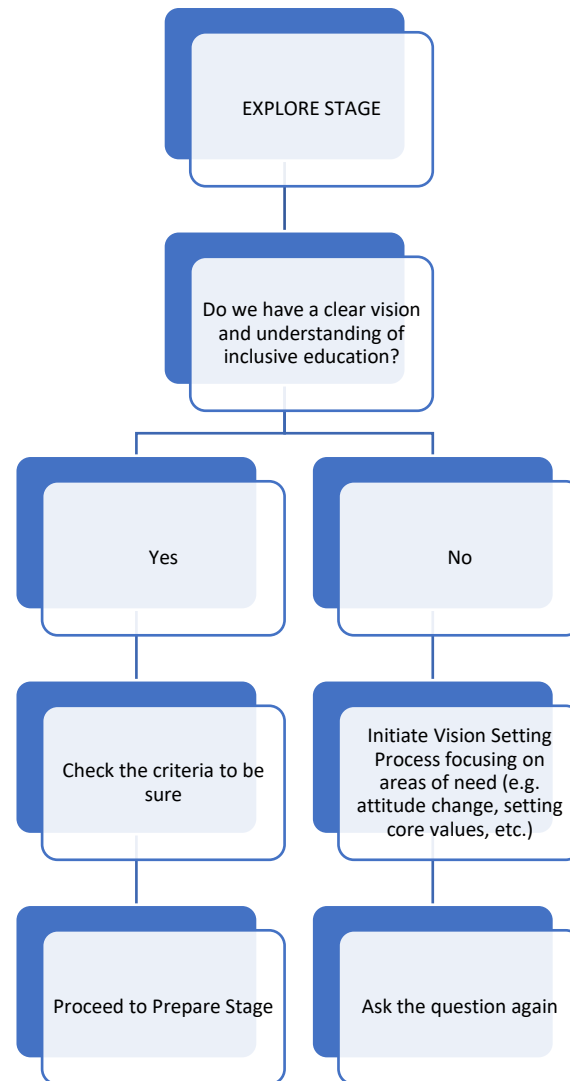 EXPLORE STAGE
Do we have a clear vision
and understanding of
inclusive education?
Yes
No
Check the criteria to be
sure
Initiate Vision Setting
Process focusing on
areas of need (e.g.
attitude change, setting
core values, etc.)
Proceed to Prepare Stage
Ask the question again